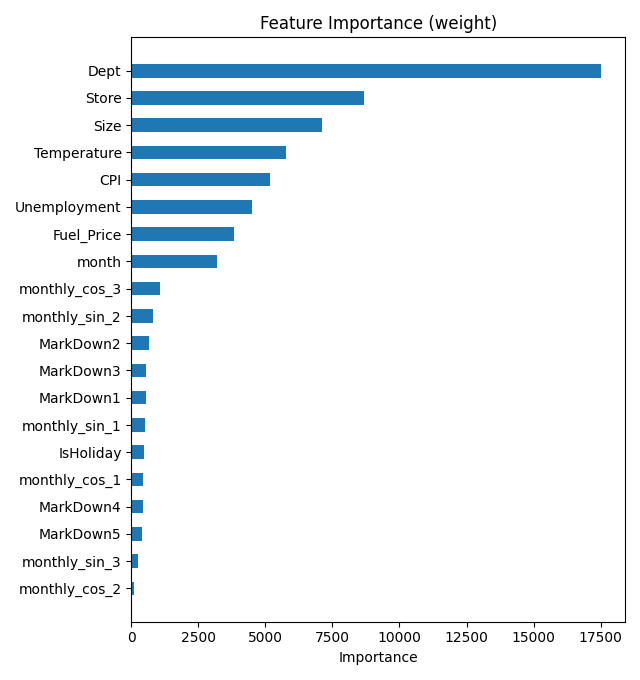 Feature Importance (weight)
Dept
Store
Size
Temperature
CPI
Unemployment
Fuel_Price
month
monthly_cos_3
monthly_sin_2
MarkDown2
MarkDown3
MarkDown1
monthly_sin_1
IsHoliday
monthly_cos_1
MarkDown4
MarkDown5
monthly_sin_3
monthly_cos_2
0 2500 5000 7500 10000 12500 15000 17500
Importance